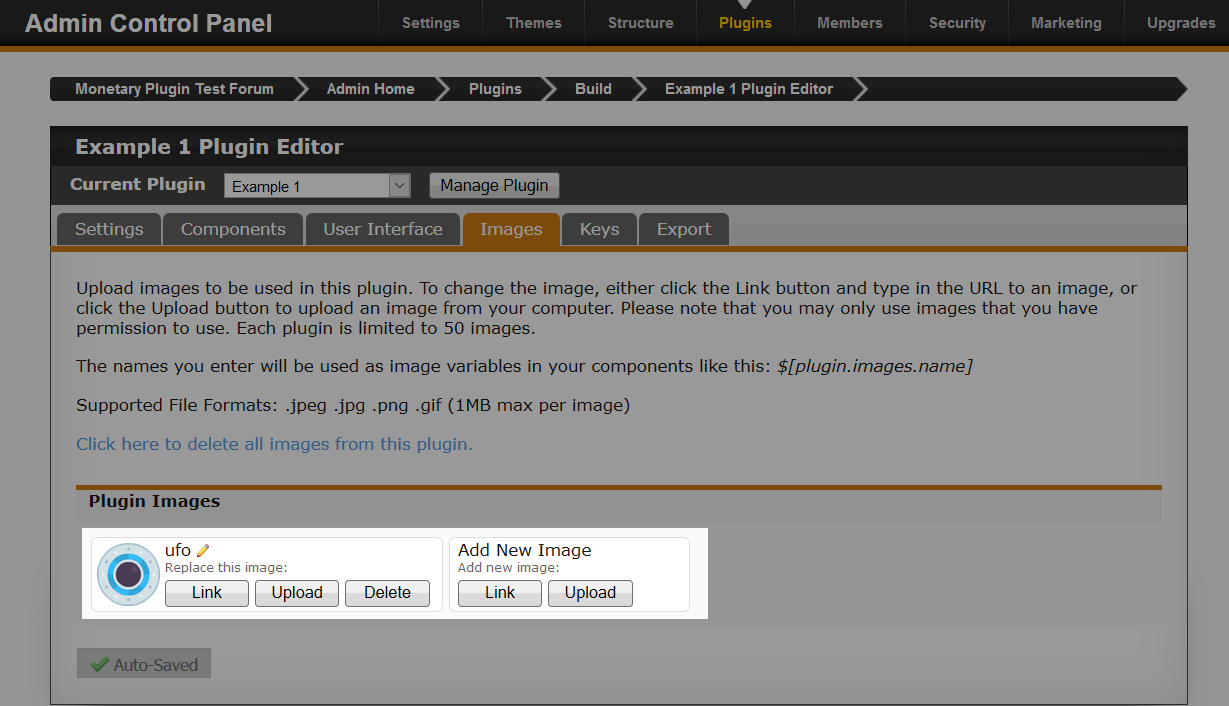 Admin Control Panel
Settings
Themes
Structure
Plugins
Members
Security
Marketing
Upgrades
Monetary Plugin Test Forum
Admin Home
Plugins
Build
Example 1 Plugin Editor
Example 1 Plugin Editor
Current Plugin
Example 1
Manage Plugin
Settings
Components
User Interface
Images
Keys
Export
Upload images to be used in this plugin. To change the image, either click the Link button and type in the URL to an image, or
click the Upload button to upload an image from your computer. Please note that you may only use images that you have
permission to use. Each plugin is limited to 50 images.
The names you enter will be used as image variables in your components like this: $[plugin.images.name]
Supported File Formats: .jpeg .jpg .png .gif (1MB max per image)
Click here to delete all images from this plugin.
Plugin Images
ufo
Replace this image:
Link
Upload
Delete
Add New Image
Add new image:
Link
Upload
Auto-Saved